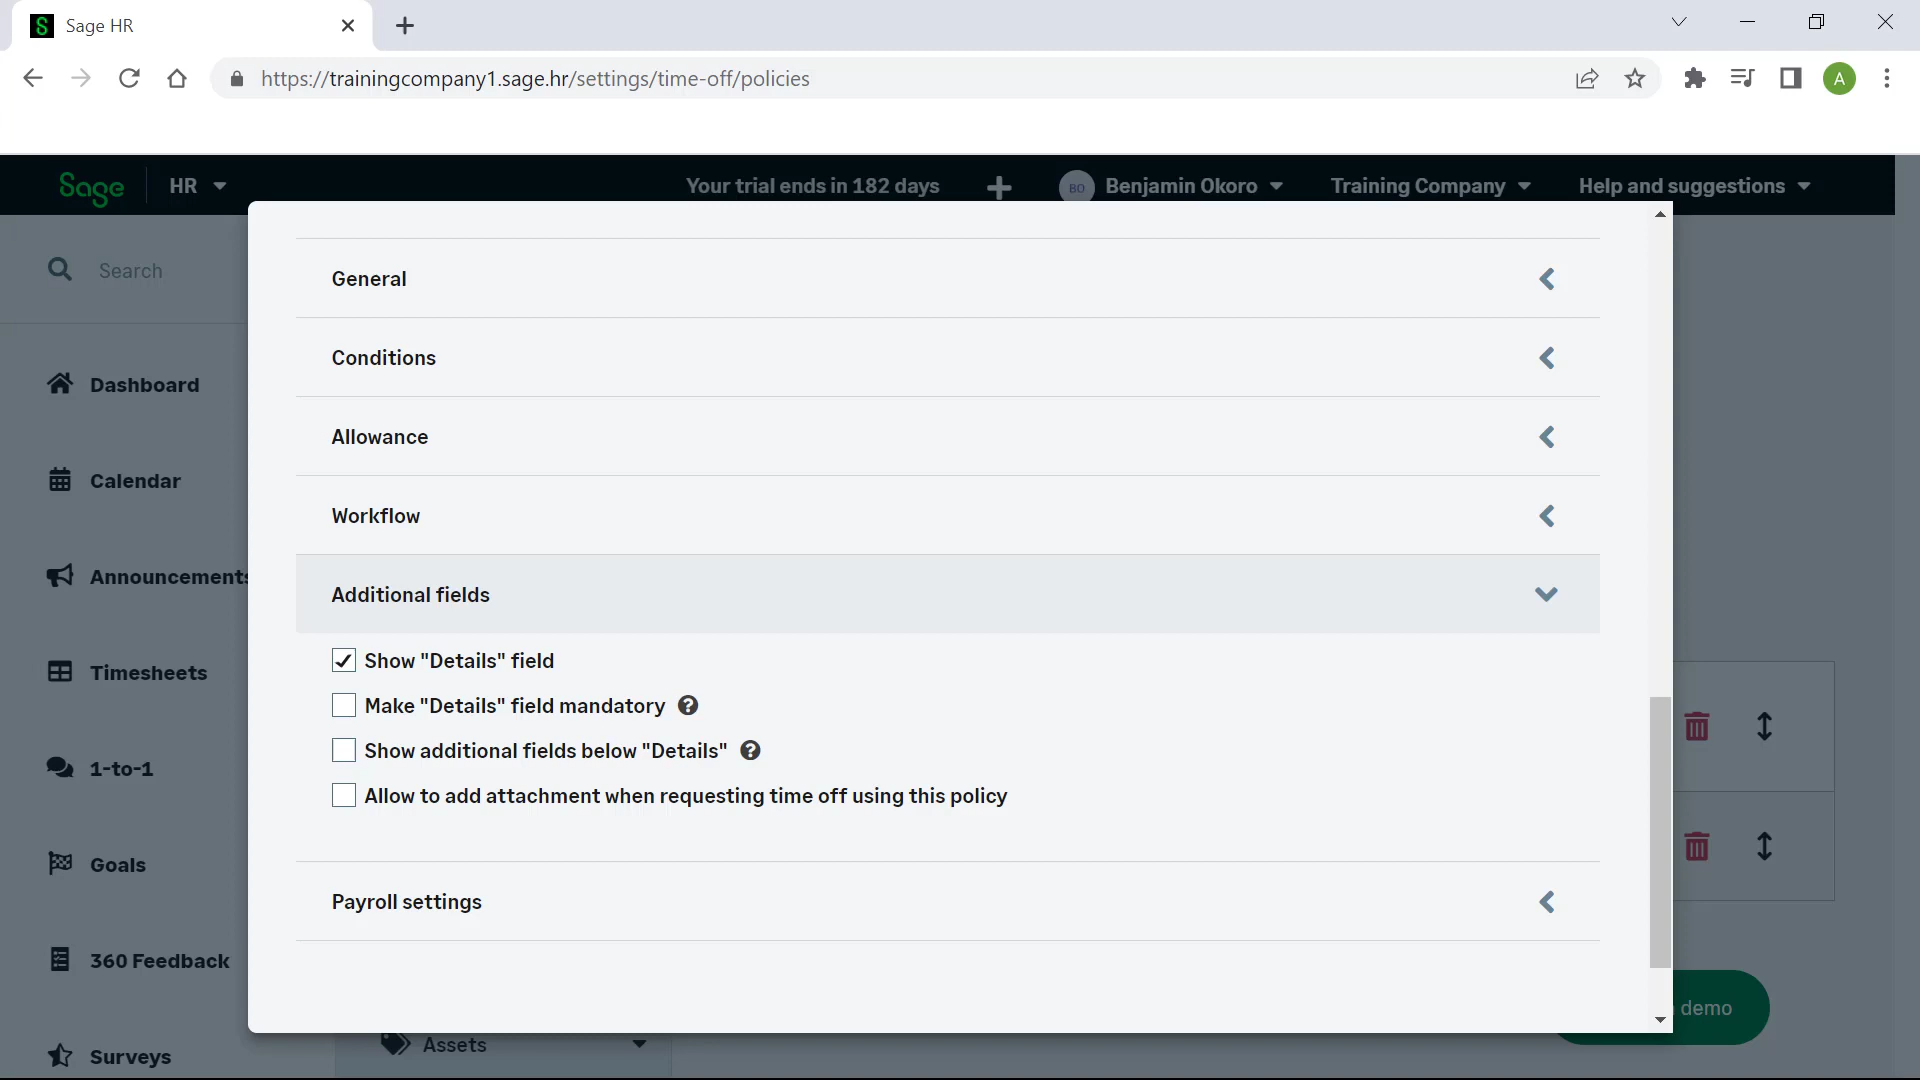 Sage HR
https://trainingcompany1.sage.hr/settings/time-off/policies
A
Sage
HR
Your trial ends in 182 days
BO
Benjamin Okoro
Training Company
Help and suggestions
Search
Dashboard
Calendar
Announcements
Timesheets
1-to-1
Goals
360 Feedback
Surveys
General
Conditions
Allowance
Workflow
Additional fields
Show "Details" field
Make "Details" field mandatory
Show additional fields below "Details"
Allow to add attachment when requesting time off using this policy
Payroll settings
Assets
demo